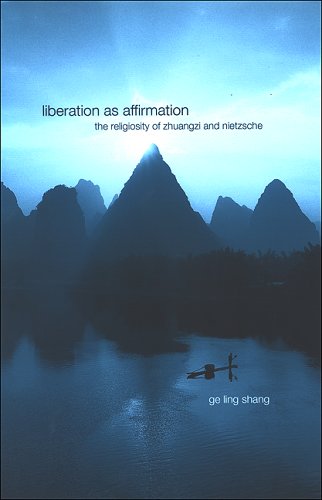 liberation as affirmation
the religiosity of zhuangzi and nietzsche
ge ling shang